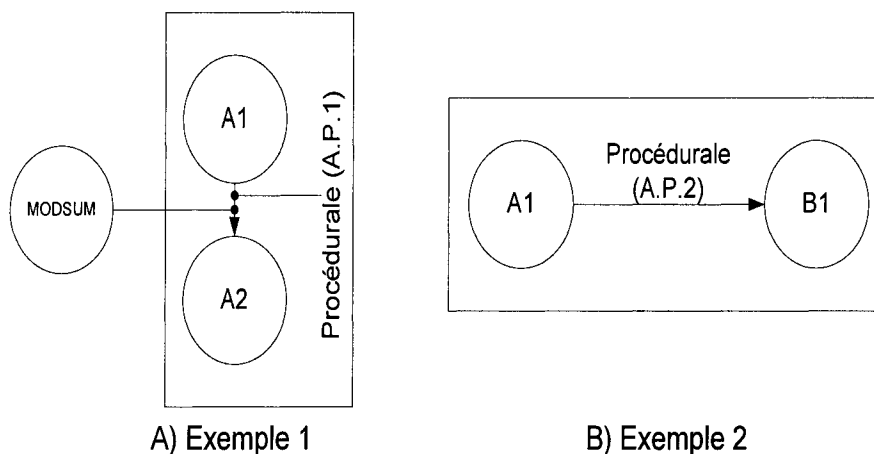 A1
Procédurale (A.P.1)
MODSUM
A2
A) Exemple 1
Procédurale
(A.P.2)
A1
B1
B) Exemple 2